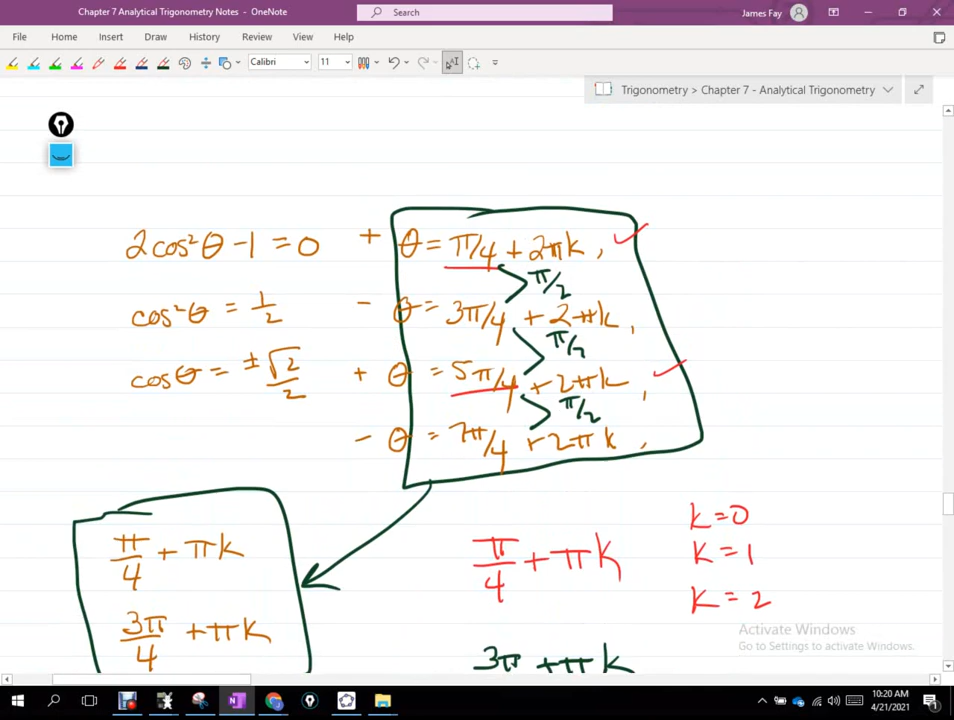 Chapter 7 Analytical Trigonometry Notes - OneNote
Search
James Fay
File Home Insert Draw History Review View Help
Calibri 11
Trigonometry > Chapter 7 - Analytical Trigonometry
2cos²θ -1 = 0
+ θ = π/4 + 2πk,
π/2
cos²θ = 1/2
- θ = 3π/4 + 2πk,
π/2
cosθ = ± √2/2
+ θ = 5π/4 + 2πk,
π/2
- θ = 7π/4 + 2πk,
π/4 + πk
3π/4 + πk
π/4 + πk
3π + πk
k = 0
k = 1
k = 2
Activate Windows
Go to Settings to activate Windows.
10:20 AM
4/21/2021